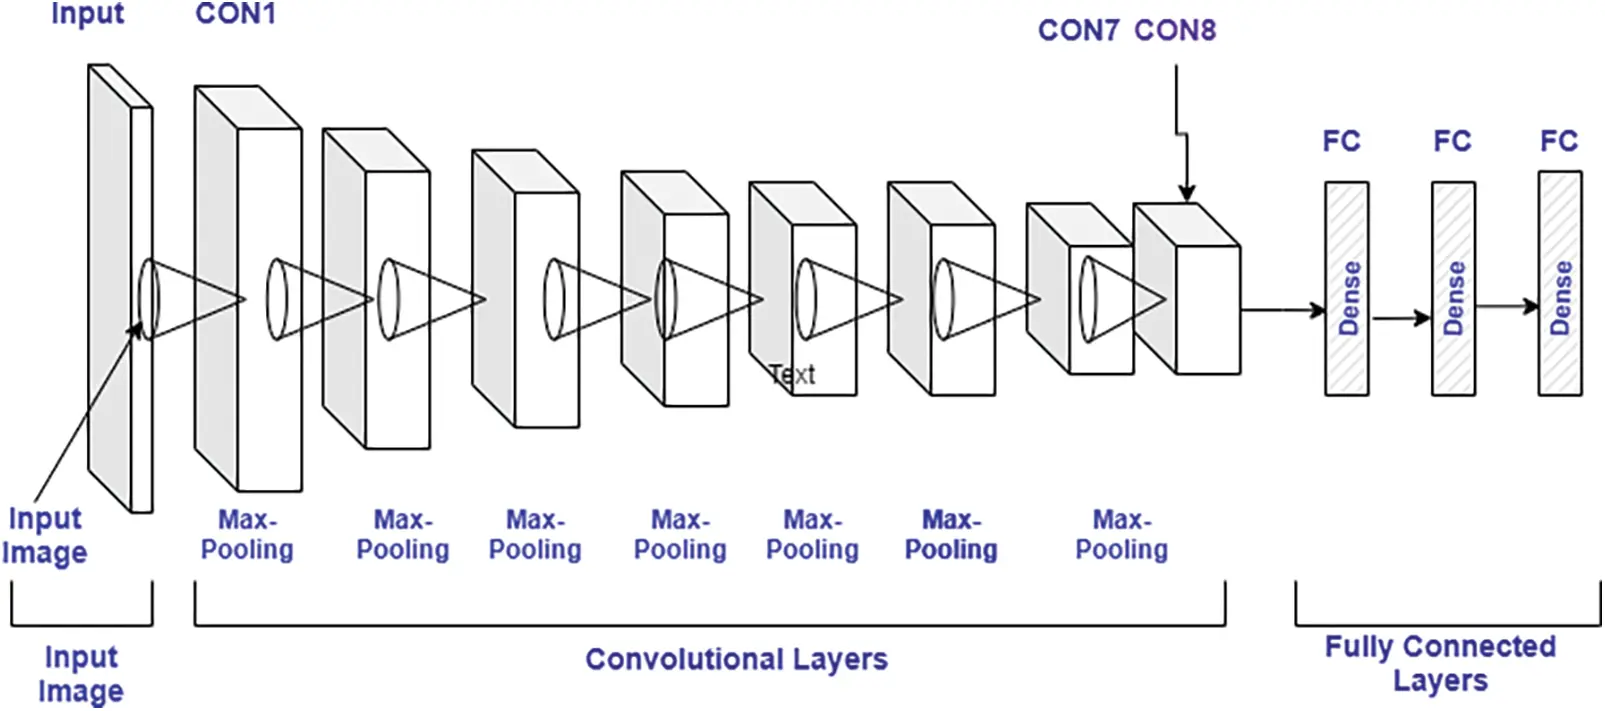 Input
CON1
CON7 CON8
FC
FC
FC
Dense
Dense
Dense
Text
Input
Image
Max-
Pooling
Max-
Pooling
Max-
Pooling
Max-
Pooling
Max-
Pooling
Max-
Pooling
Max-
Pooling
Input
Image
Convolutional Layers
Fully Connected
Layers